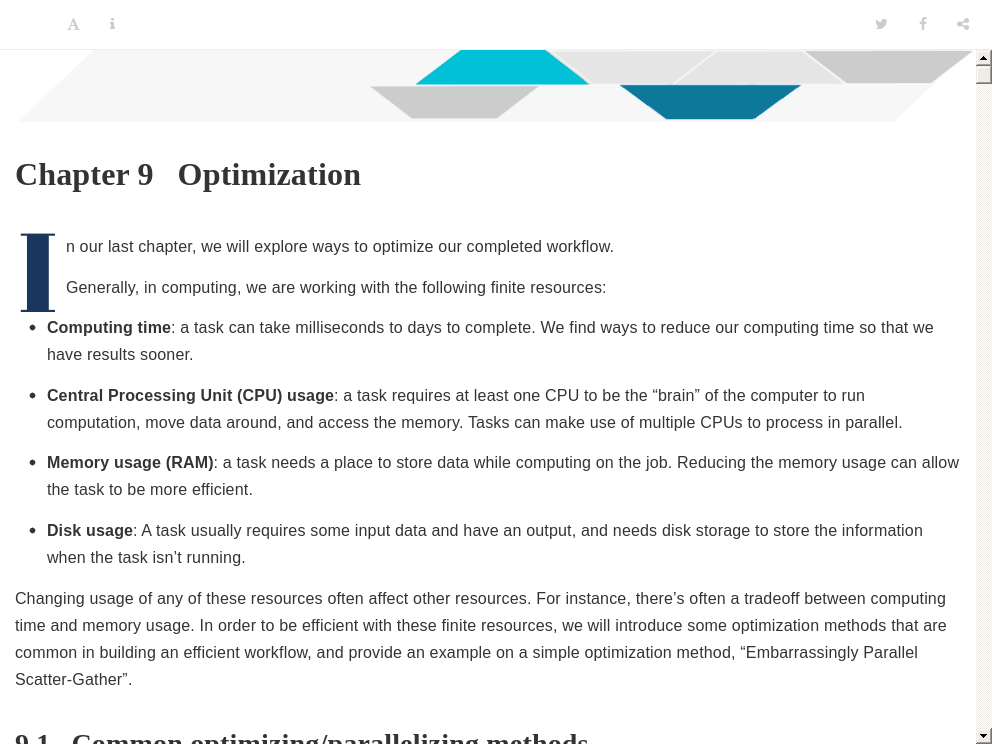 Chapter 9 Optimization
In our last chapter, we will explore ways to optimize our completed workflow.
Generally, in computing, we are working with the following finite resources:
• Computing time: a task can take milliseconds to days to complete. We find ways to reduce our computing time so that we
have results sooner.
• Central Processing Unit (CPU) usage: a task requires at least one CPU to be the “brain” of the computer to run
computation, move data around, and access the memory. Tasks can make use of multiple CPUs to process in parallel.
• Memory usage (RAM): a task needs a place to store data while computing on the job. Reducing the memory usage can allow
the task to be more efficient.
• Disk usage: A task usually requires some input data and have an output, and needs disk storage to store the information
when the task isn’t running.
Changing usage of any of these resources often affect other resources. For instance, there’s often a tradeoff between computing
time and memory usage. In order to be efficient with these finite resources, we will introduce some optimization methods that are
common in building an efficient workflow, and provide an example on a simple optimization method, “Embarrassingly Parallel
Scatter-Gather”.
9.1 Common optimizing/parallelizing methods